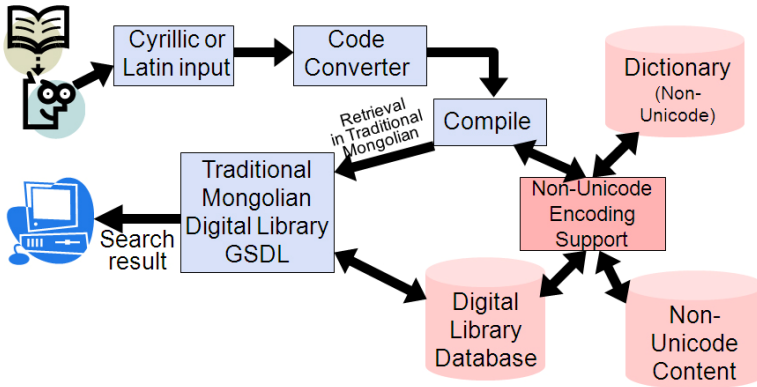 Cyrillic or
Latin input
Code
Converter
Dictionary
(Non-
Unicode)
Compile
Retrieval
in Traditional
Mongolian
Traditional
Mongolian
Digital Library
GSDL
Non-Unicode
Encoding
Support
Search
result
Digital
Library
Database
Non-
Unicode
Content